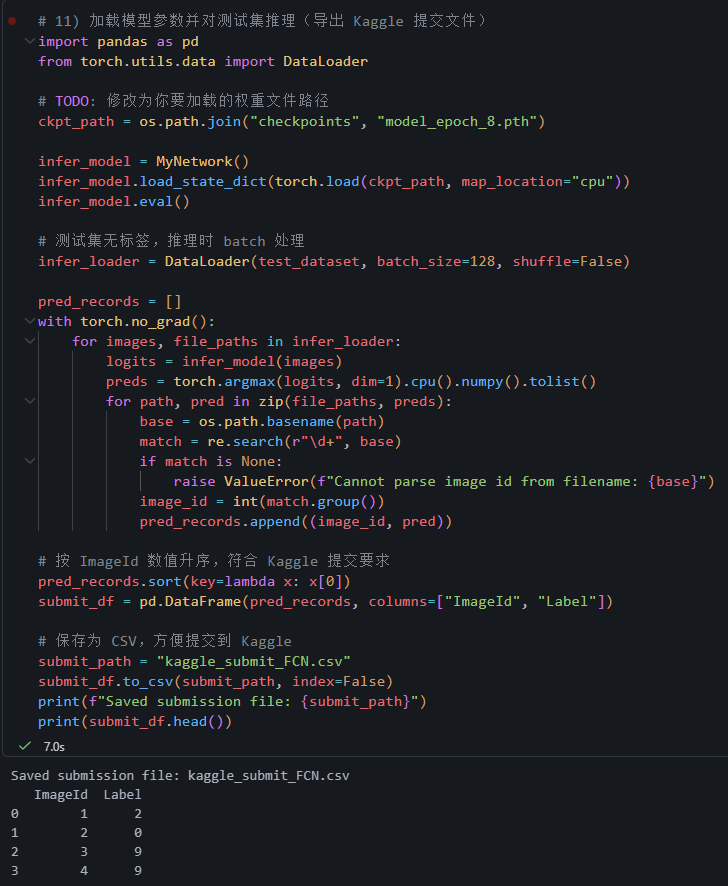 # 11) 加载模型参数并对测试集推理（导出 Kaggle 提交文件）
import pandas as pd
from torch.utils.data import DataLoader
# TODO: 修改为你要加载的权重文件路径
ckpt_path = os.path.join("checkpoints", "model_epoch_8.pth")
infer_model = MyNetwork()
infer_model.load_state_dict(torch.load(ckpt_path, map_location="cpu"))
infer_model.eval()
# 测试集无标签，推理时 batch 处理
infer_loader = DataLoader(test_dataset, batch_size=128, shuffle=False)
pred_records = []
with torch.no_grad():
    for images, file_paths in infer_loader:
        logits = infer_model(images)
        preds = torch.argmax(logits, dim=1).cpu().numpy().tolist()
        for path, pred in zip(file_paths, preds):
            base = os.path.basename(path)
            match = re.search(r"\d+", base)
            if match is None:
                raise ValueError(f"Cannot parse image id from filename: {base}")
            image_id = int(match.group())
            pred_records.append((image_id, pred))
# 按 ImageId 数值升序，符合 Kaggle 提交要求
pred_records.sort(key=lambda x: x[0])
submit_df = pd.DataFrame(pred_records, columns=["ImageId", "Label"])
# 保存为 CSV，方便提交到 Kaggle
submit_path = "kaggle_submit_FCN.csv"
submit_df.to_csv(submit_path, index=False)
print(f"Saved submission file: {submit_path}")
print(submit_df.head())
7.0s
Saved submission file: kaggle_submit_FCN.csv
   ImageId  Label
0        1      2
1        2      0
2        3      9
3        4      9